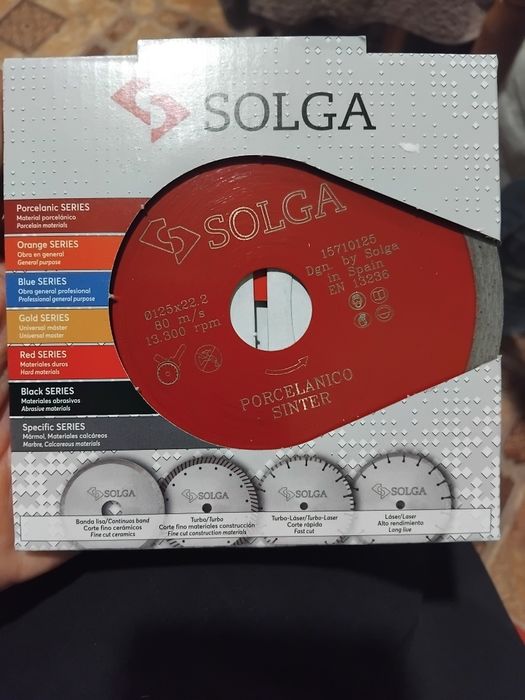 SOLGA
Porcelanic SERIES
Material porcelánico
Porcelain materials
Orange SERIES
Obra en general
General purpose
Blue SERIES
Obra general profesional
Professional general purpose
Gold SERIES
Universal máster
Universal master
Red SERIES
Materiales duros
Hard materials
Black SERIES
Materiales abrasivos
Abrasive materials
Specific SERIES
Mármol, Materiales calcáreos
Marbre, Calcareous materials
SOLGA
15710125
Dgn. by Solga
in Spain
EN 13236
Ø125x22.2
80 m/s
13.300 rpm
PORCELANICO
SINTER
SOLGA
Banda lisa/Continuos band
Corte fino cerámicos
Fine cut ceramics
SOLGA
Turbo/Turbo
Corte fino materiales construcción
Fine cut construction materials
SOLGA
Turbo-Láser/Turbo-Laser
Corte rápido
Fast cut
SOLGA
Láser/Laser
Alto rendimiento
Long live
SOLGA